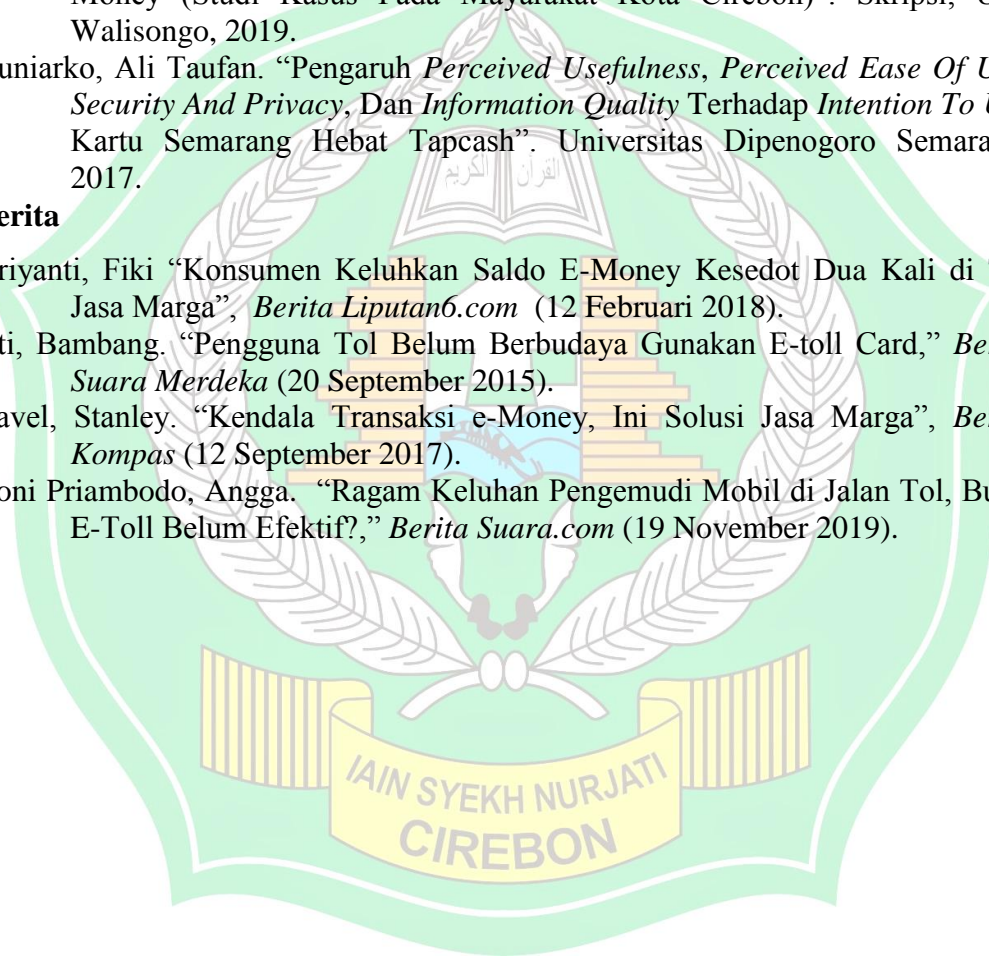 Money (Studi Kasus Pada Mayarakat Kota Cirebon)". Skripsi,
Walisongo, 2019.
uniarko, Ali Taufan. “Pengaruh Perceived Usefulness, Perceived Ease Of U
Security And Privacy, Dan Information Quality Terhadap Intention To U
Kartu Semarang Hebat Tapcash”. Universitas Dipenogoro Semara
2017.
erita
riyanti, Fiki “Konsumen Keluhkan Saldo E-Money Kesedot Dua Kali di
Jasa Marga”, Berita Liputan6.com (12 Februari 2018).
ti, Bambang. “Pengguna Tol Belum Berbudaya Gunakan E-toll Card,” Be
Suara Merdeka (20 September 2015).
avel, Stanley. “Kendala Transaksi e-Money, Ini Solusi Jasa Marga”, Be
Kompas (12 September 2017).
oni Priambodo, Angga. “Ragam Keluhan Pengemudi Mobil di Jalan Tol, Bu
E-Toll Belum Efektif?,” Berita Suara.com (19 November 2019).
القرآن الكريم
IAIN SYEKH NURJATI
CIREBON